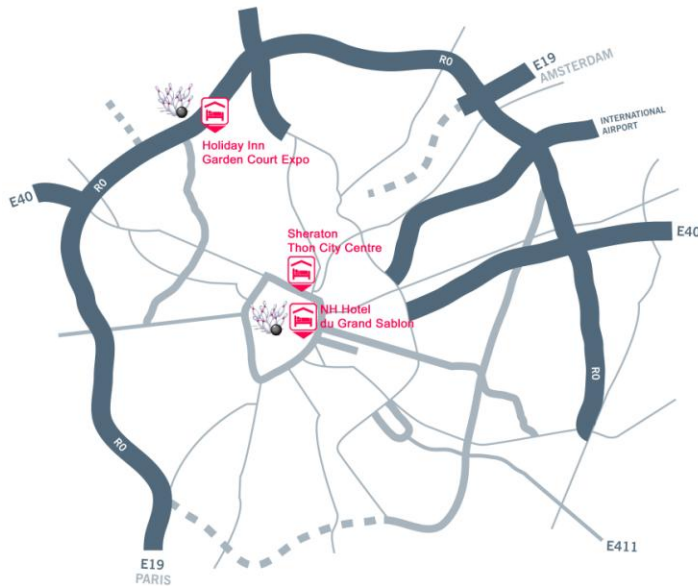 R0
E19
AMSTERDAM
INTERNATIONAL
AIRPORT
Holiday Inn
Garden Court Expo
R0
E40
Sheraton
Thon City Centre
E40
NH Hotel
du Grand Sablon
R0
R0
E411
E19
PARIS